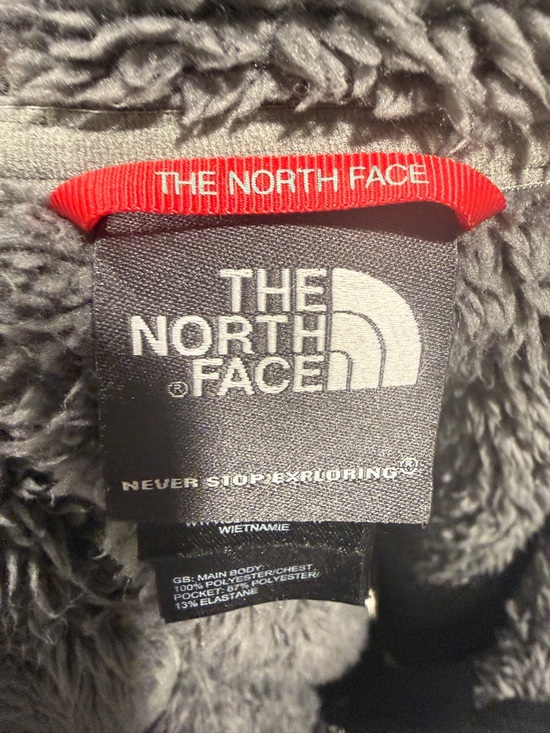 THE NORTH FACE
THE
NORTH
® FACE
NEVER STOP EXPLORING®
WIETNAMIE
GB: MAIN BODY:
100% POLYESTER/CHEST
POCKET: 87% POLYESTER/
13% ELASTANE